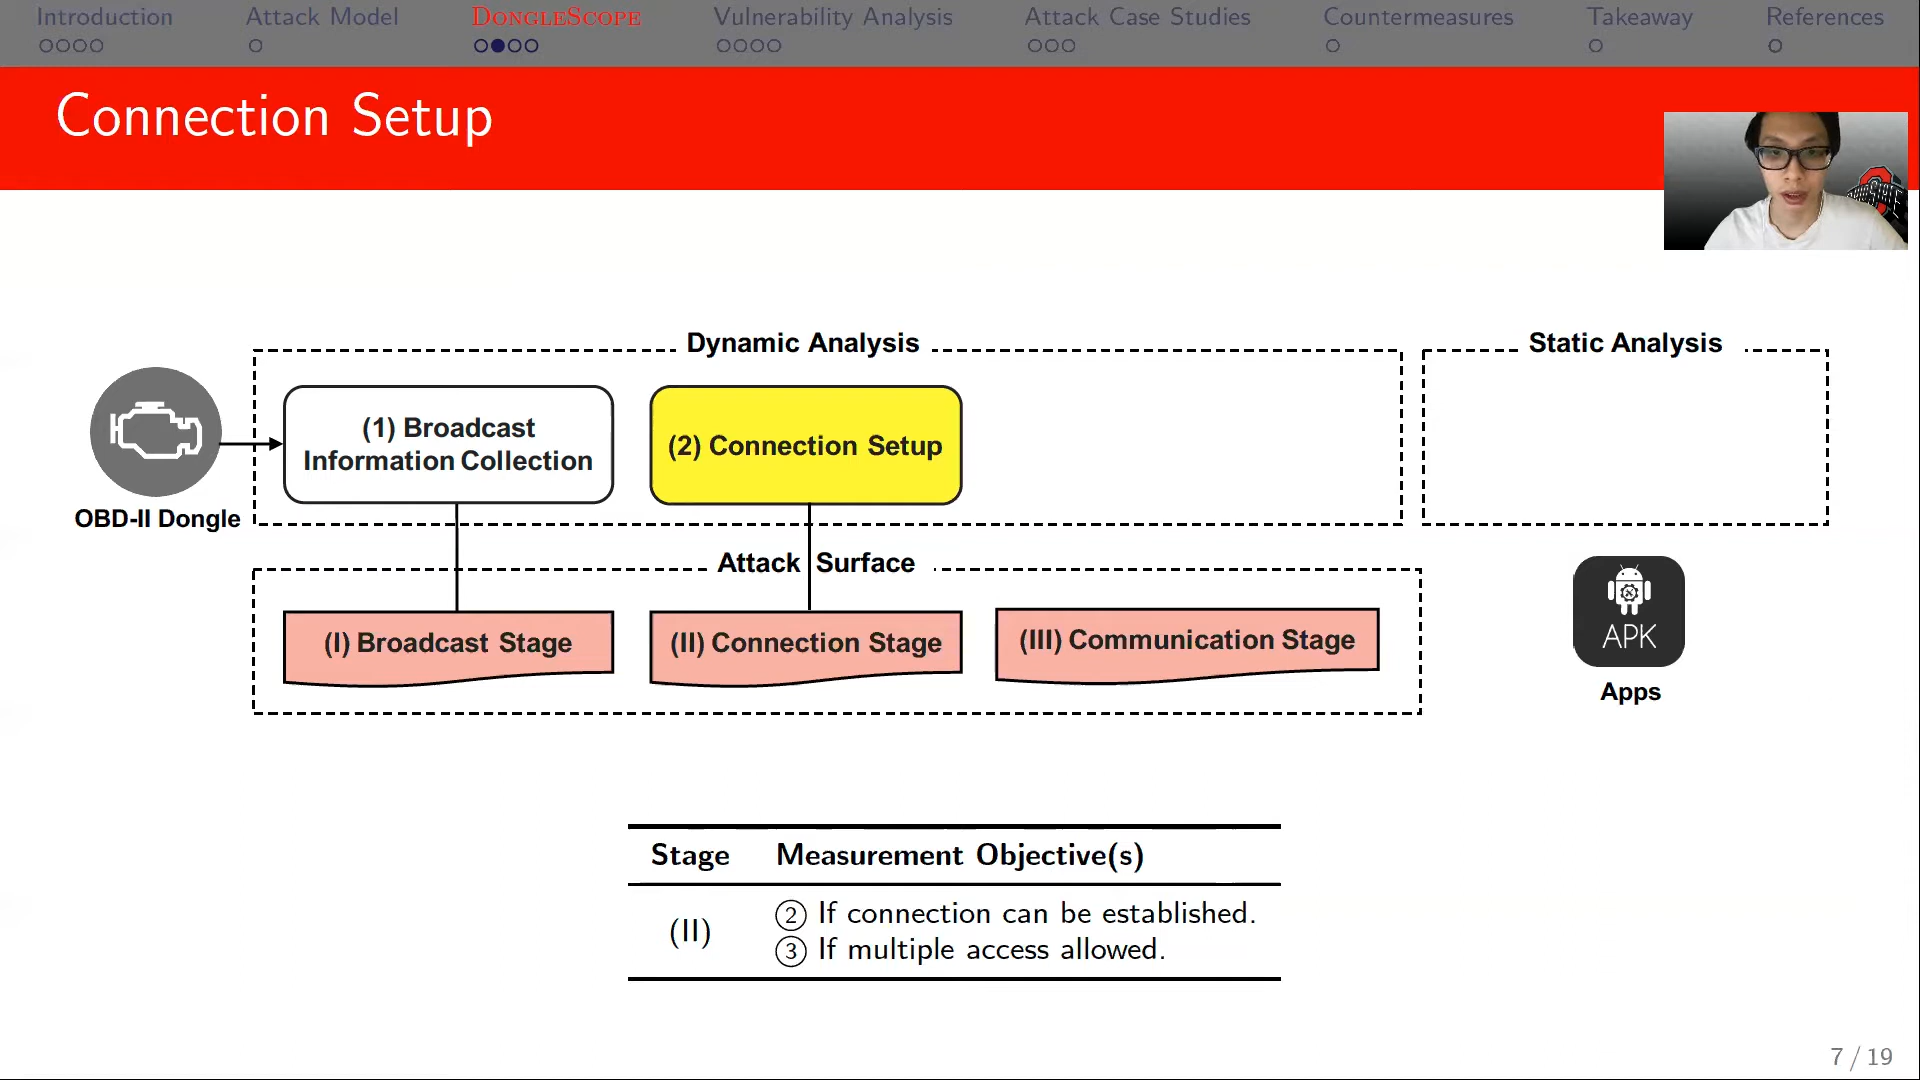 Introduction
Attack Model
DONGLESCOPE
Vulnerability Analysis
Attack Case Studies
Countermeasures
Takeaway
References
Connection Setup
Dynamic Analysis
Static Analysis
(1) Broadcast
Information Collection
(2) Connection Setup
OBD-II Dongle
Attack Surface
(I) Broadcast Stage
(II) Connection Stage
(III) Communication Stage
APK
Apps
Stage Measurement Objective(s)
(II)
② If connection can be established.
③ If multiple access allowed.
7 / 19